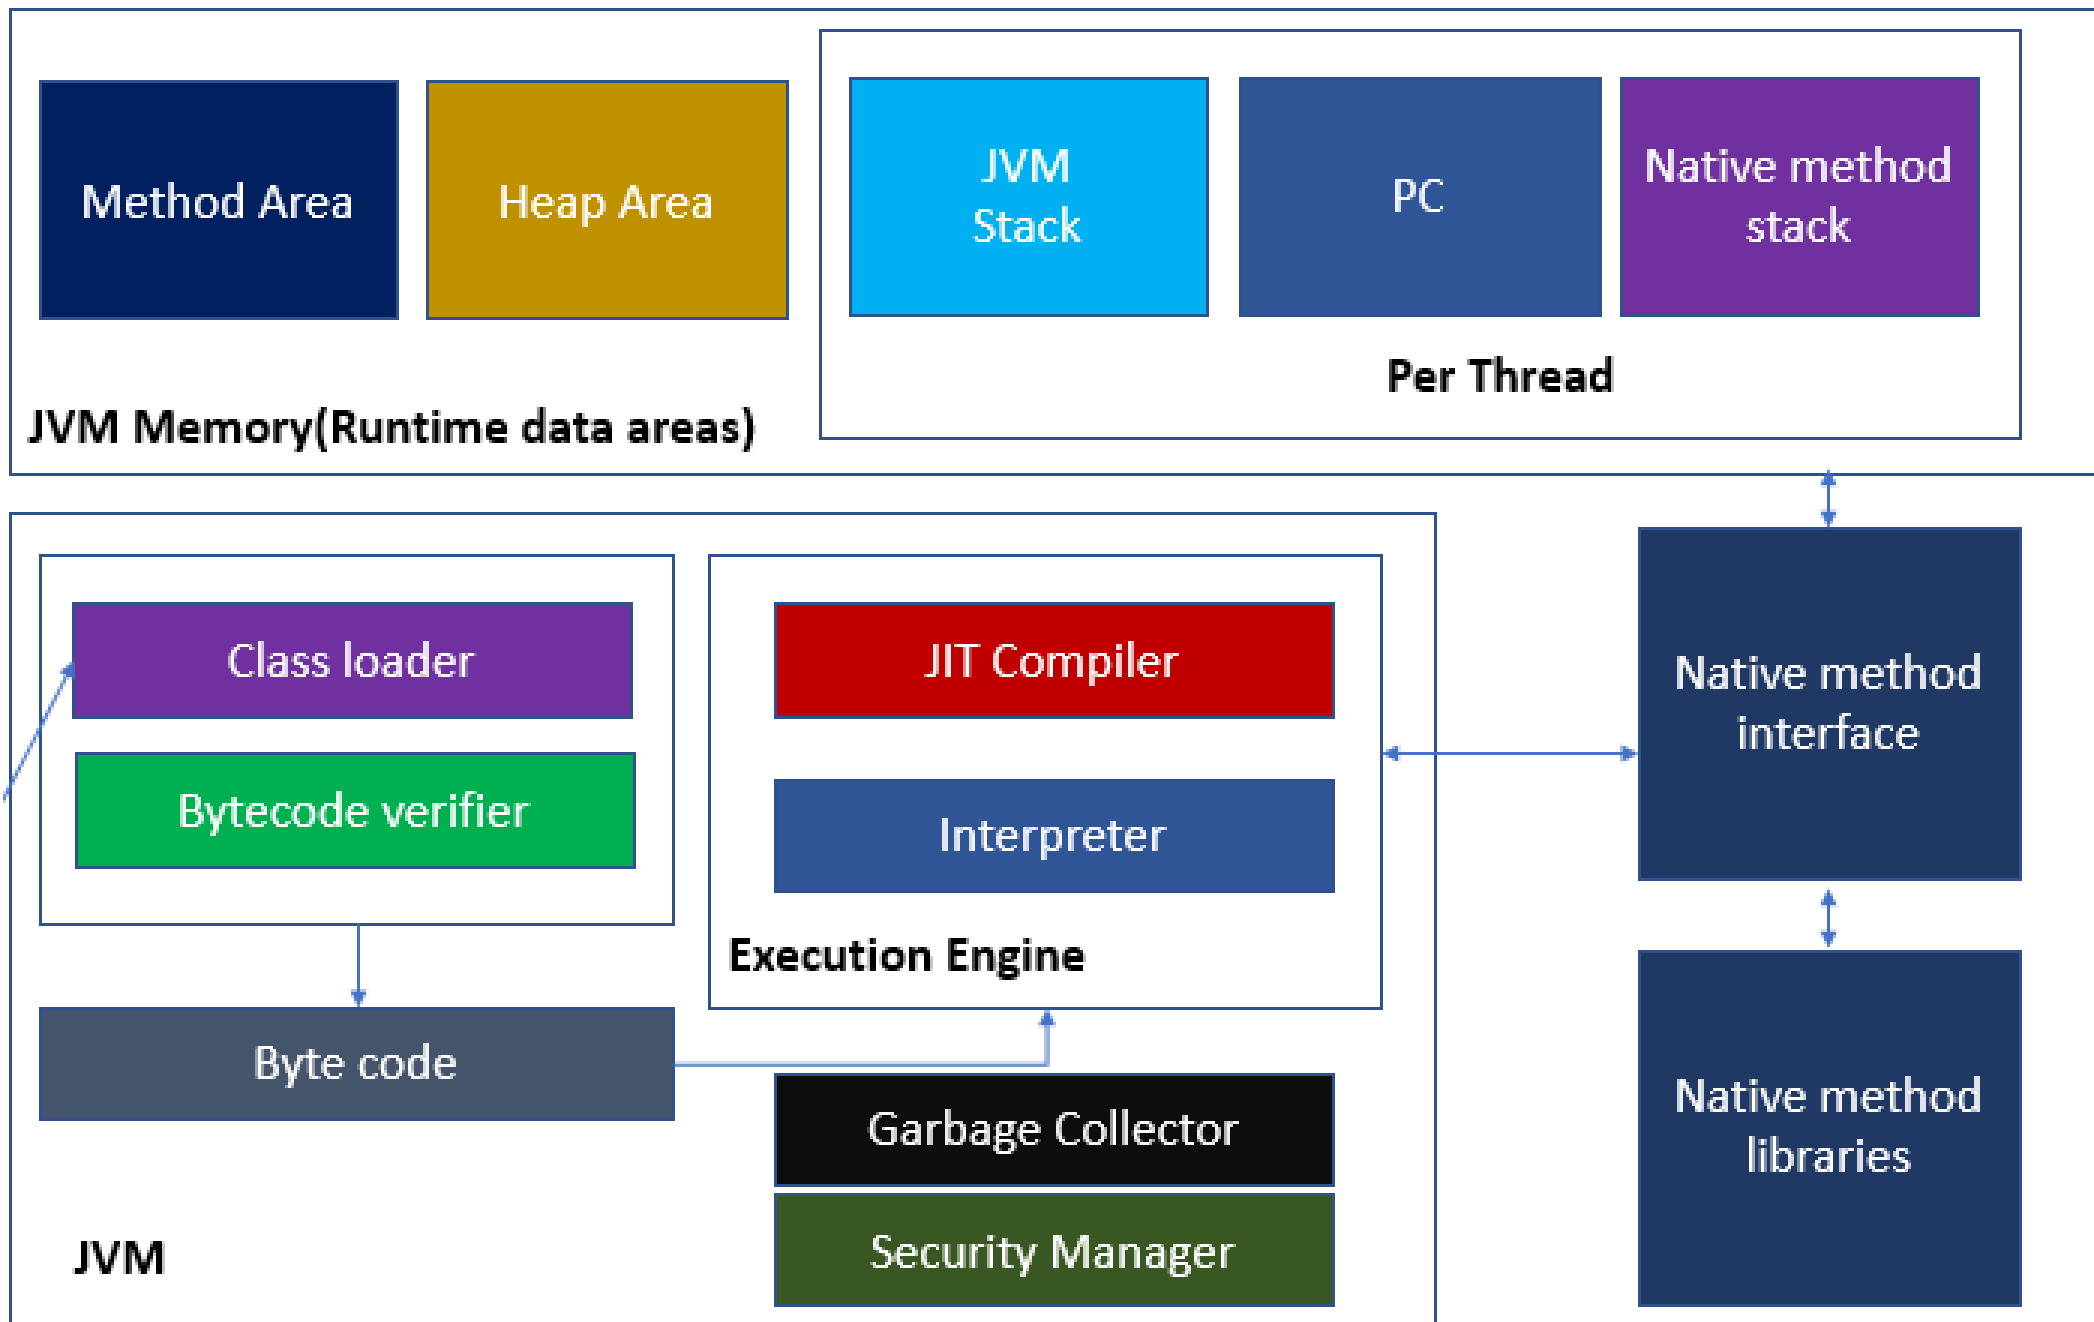 Method Area
Heap Area
JVM
Stack
PC
Native method
stack
Per Thread
JVM Memory(Runtime data areas)
Class loader
Bytecode verifier
JIT Compiler
Interpreter
Execution Engine
Byte code
Garbage Collector
Security Manager
JVM
Native method
interface
Native method
libraries